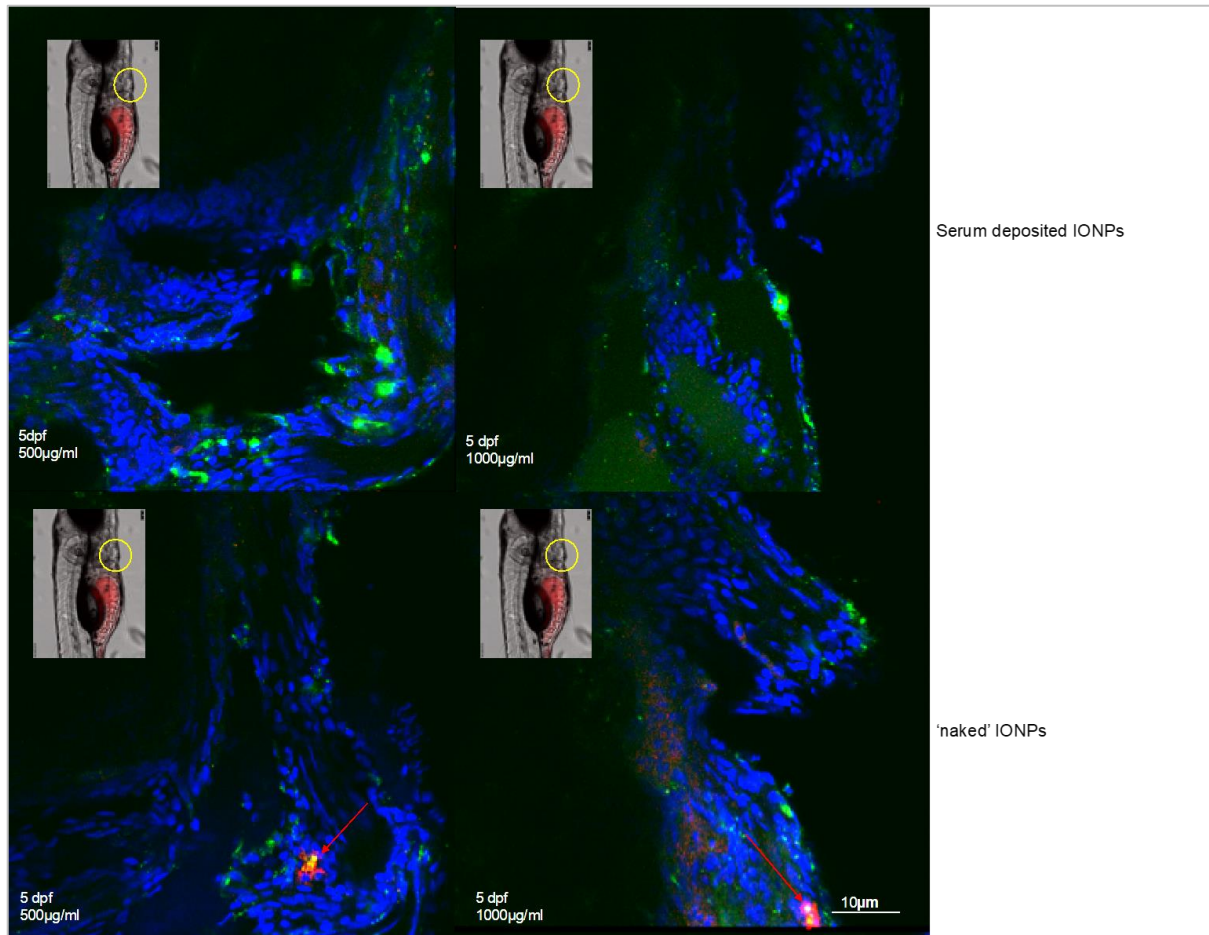 5dpf
500µg/ml
5 dpf
1000µg/ml
Serum deposited IONPs
5 dpf
500µg/ml
5 dpf
1000µg/ml
10µm
‘naked’ IONPs